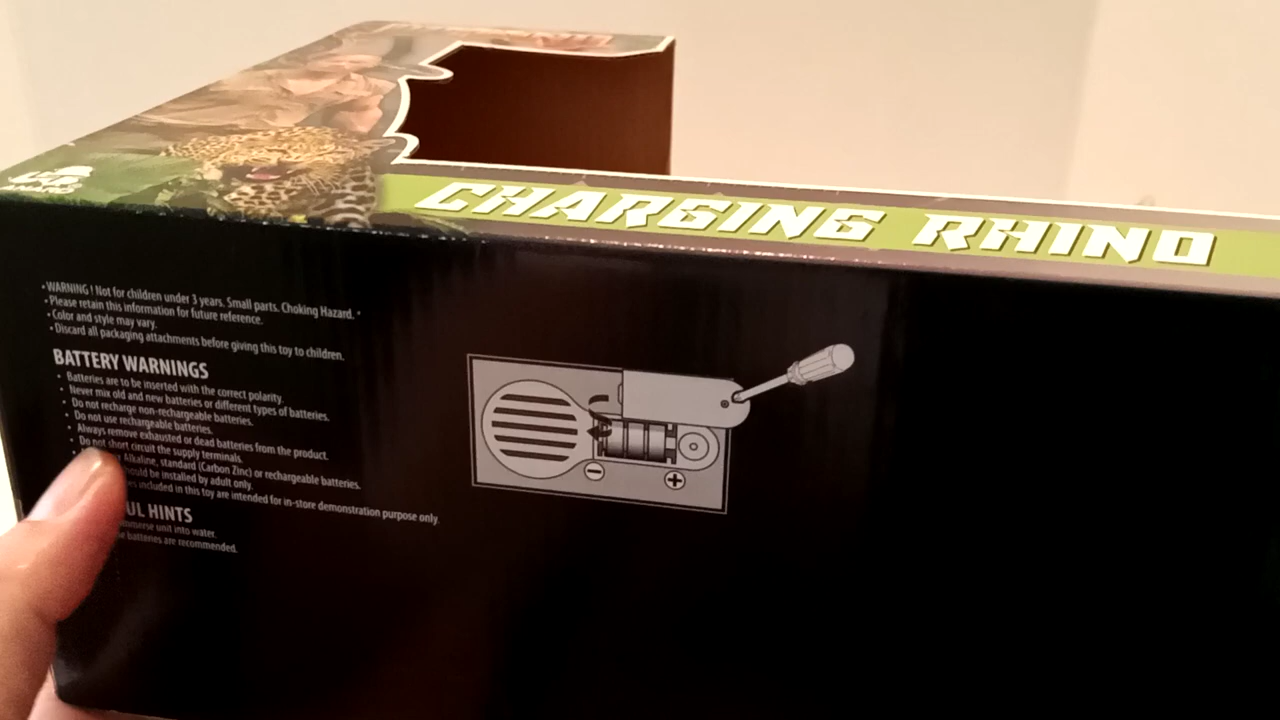 CHARGING RHINO
• WARNING ! Not for children under 3 years. Small parts. Choking Hazard. •
• Please retain this information for future reference.
• Color and style may vary.
• Discard all packaging attachments before giving this toy to children.
BATTERY WARNINGS
• Batteries are to be inserted with the correct polarity.
• Never mix old and new batteries or different types of batteries.
• Do not recharge non-rechargeable batteries.
• Do not use rechargeable batteries.
• Always remove exhausted or dead batteries from the product.
• Do not short circuit the supply terminals.
Alkaline, standard (Carbon Zinc) or rechargeable batteries.
be installed by adult only.
included in this toy are intended for in-store demonstration purpose only.
UL HINTS
unit into water.
batteries are recommended.
− +